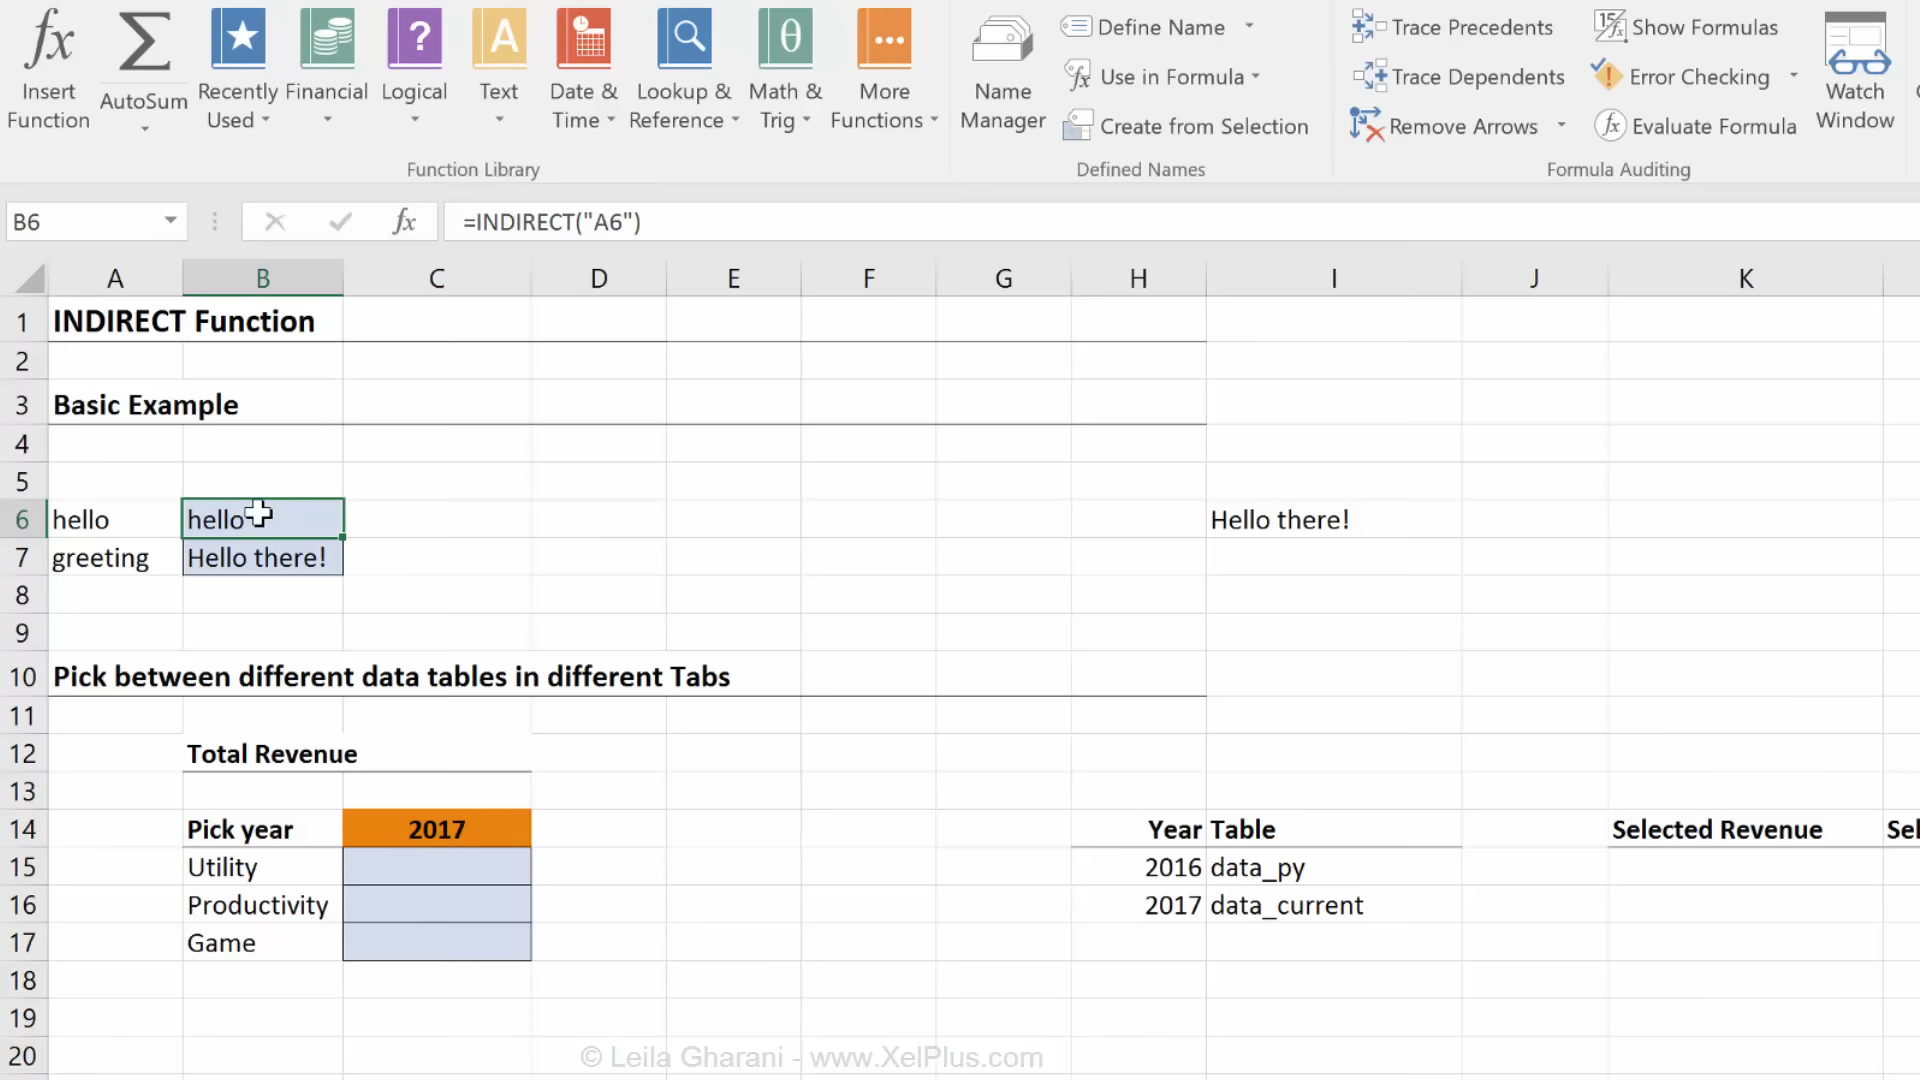 Insert Function
AutoSum
Recently Used
Financial
Logical
Text
Date & Time
Lookup & Reference
Math & Trig
More Functions
Function Library
Name Manager
Define Name
Use in Formula
Create from Selection
Defined Names
Trace Precedents
Trace Dependents
Remove Arrows
Show Formulas
Error Checking
Evaluate Formula
Formula Auditing
Watch Window
B6 fx =INDIRECT("A6")
A B C D E F G H I J K
1 INDIRECT Function
2
3 Basic Example
4
5
6 hello hello Hello there!
7 greeting Hello there!
8
9
10 Pick between different data tables in different Tabs
11
12 Total Revenue
13
14 Pick year 2017 Year Table Selected Revenue Sel
15 Utility 2016 data_py
16 Productivity 2017 data_current
17 Game
18
19
20
© Leila Gharani - www.XelPlus.com